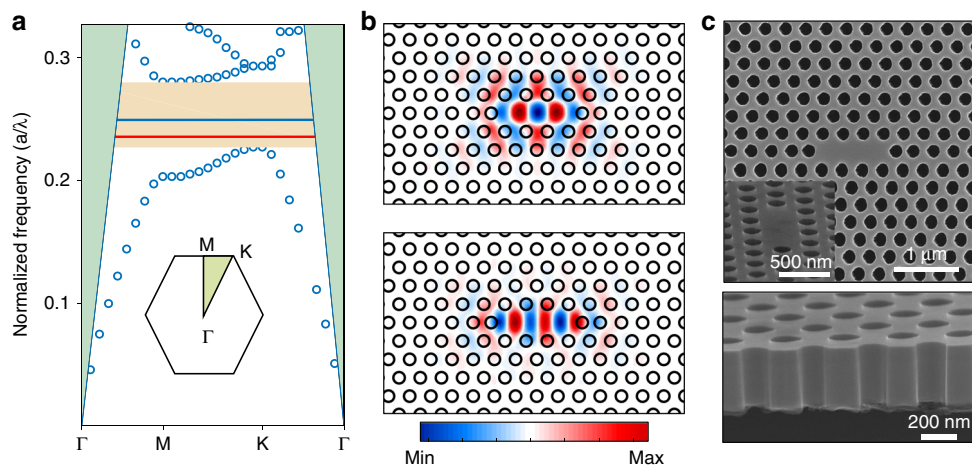 a
Normalized frequency (a/λ)
0.3
0.2
0.1
M
K
Γ
Γ
M
K
Γ
b
Min
Max
c
500 nm
1 μm
200 nm